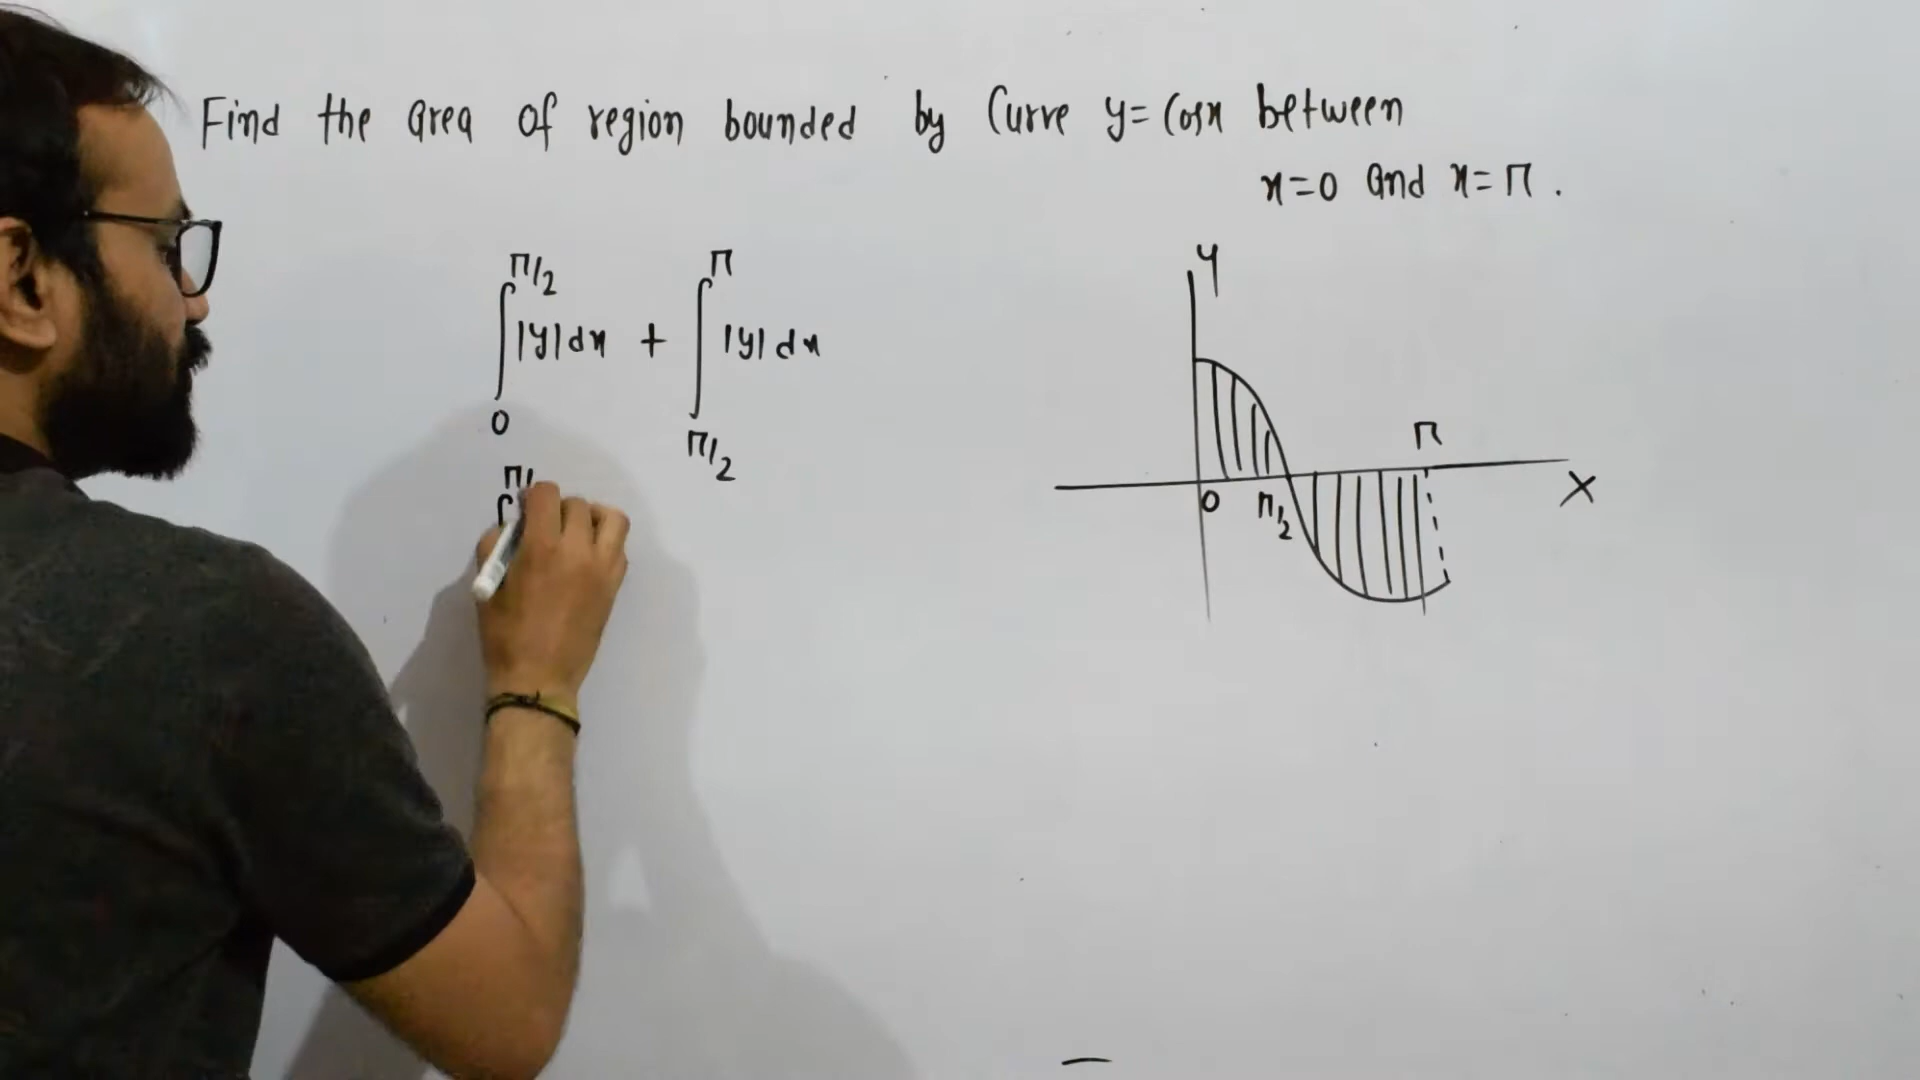 Find the area of region bounded by Curve y = Cosx between
x = 0 and x = π .
∫₀^{π/2} |y| dx + ∫_{π/2}^{π} |y| dx
y
π
X
0
π/2
π/
∫